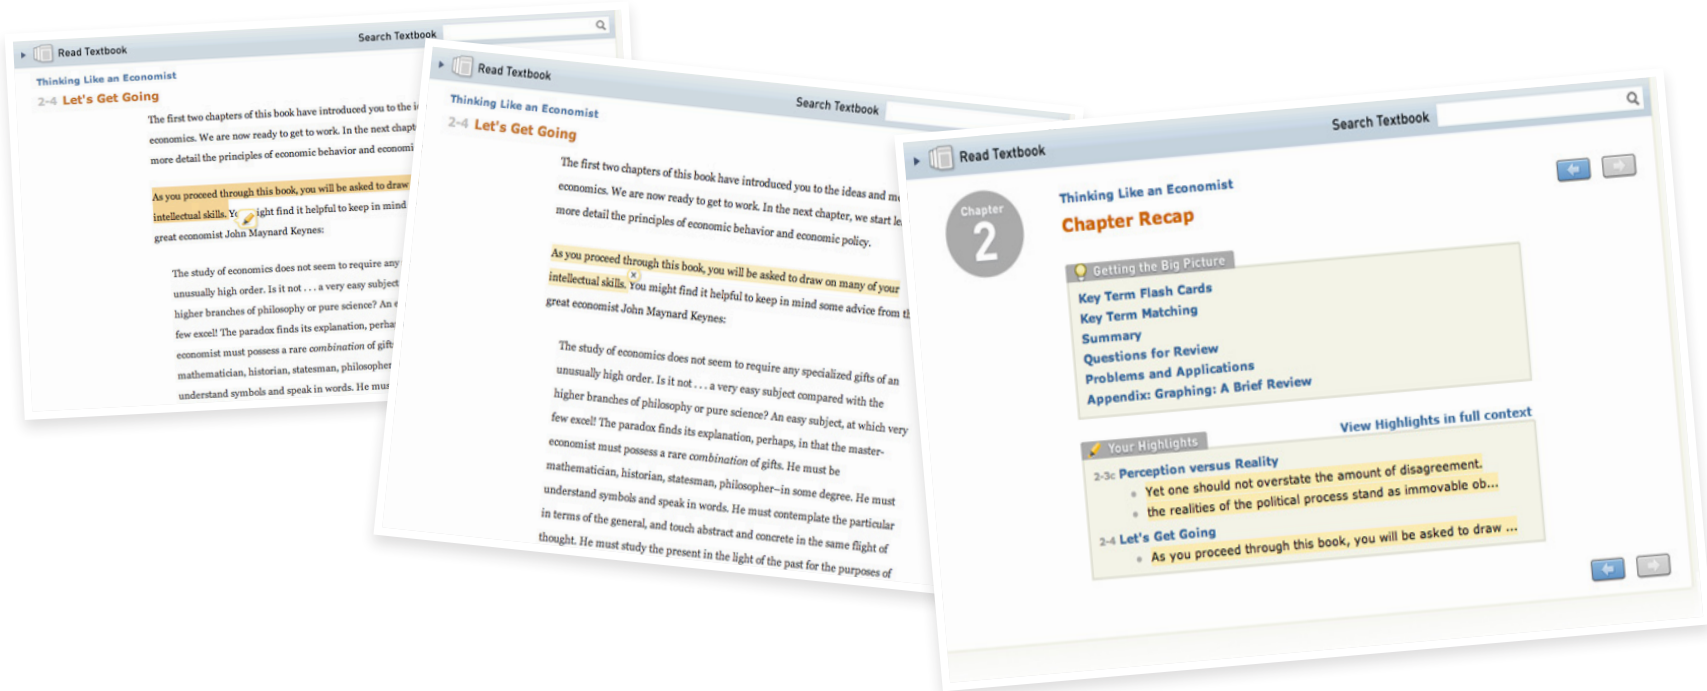 Read Textbook
Search Textbook
Thinking Like an Economist
2-4 Let's Get Going
The first two chapters of this book have introduced you to the
economics. We are now ready to get to work. In the next
more detail the principles of economic behavior and
As you proceed through this book, you will be asked to draw
intellectual skills. might find it helpful to keep in mind
great economist John Maynard Keynes:
The study of economics does not seem to require any
unusually high order. Is it not . . . a very easy subject
higher branches of philosophy or pure science? An
few excel! The paradox finds its explanation,
economist must possess a rare combination of
mathematician, historian, statesman, philosopher
understand symbols and speak in words. He
Read Textbook
Search Textbook
Thinking Like an Economist
2-4 Let's Get Going
The first two chapters of this book have introduced you to the ideas and
economics. We are now ready to get to work. In the next chapter, we start
more detail the principles of economic behavior and economic policy.
As you proceed through this book, you will be asked to draw on many of your
intellectual skills. You might find it helpful to keep in mind some advice from
great economist John Maynard Keynes:
The study of economics does not seem to require any specialized gifts of an
unusually high order. Is it not . . . a very easy subject compared with the
higher branches of philosophy or pure science? An easy subject, at which very
few excel! The paradox finds its explanation, perhaps, in that the master-
economist must possess a rare combination of gifts. He must be
mathematician, historian, statesman, philosopher—in some degree. He must
understand symbols and speak in words. He must contemplate the particular
in terms of the general, and touch abstract and concrete in the same flight of
thought. He must study the present in the light of the past for the purposes of
Read Textbook
Search Textbook
Chapter
2
Thinking Like an Economist
Chapter Recap
Getting the Big Picture
Key Term Flash Cards
Key Term Matching
Summary
Questions for Review
Problems and Applications
Appendix: Graphing: A Brief Review
View Highlights in full context
Your Highlights
2-3c Perception versus Reality
Yet one should not overstate the amount of disagreement.
the realities of the political process stand as immovable ob...
2-4 Let's Get Going
As you proceed through this book, you will be asked to draw ...